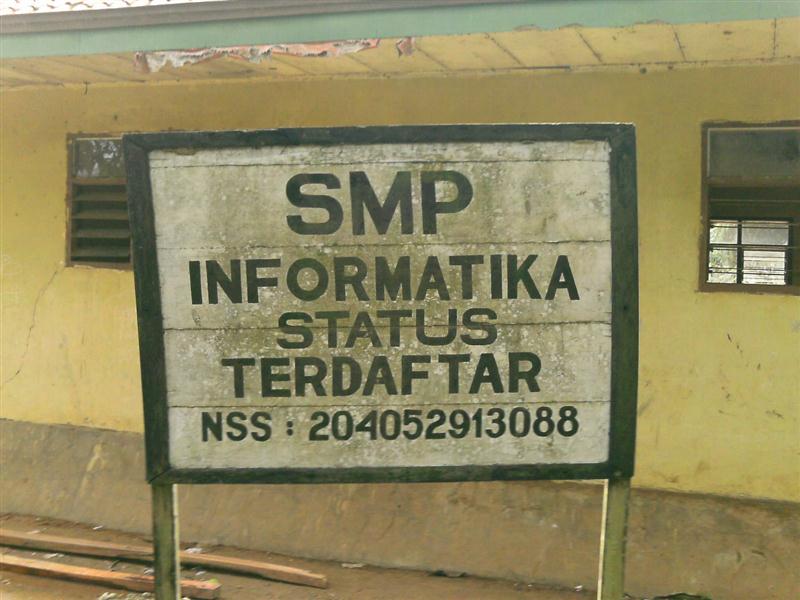 SMP
INFORMATIKA
STATUS
TERDAFTAR
NSS : 204052913088